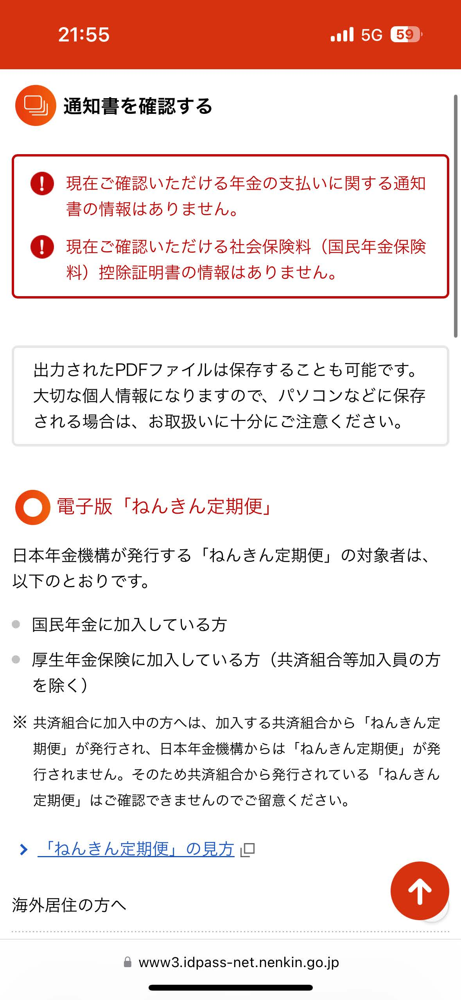 21:55
5G
59
通知書を確認する
現在ご確認いただける年金の支払いに関する通知
書の情報はありません。
現在ご確認いただける社会保険料（国民年金保険
料）控除証明書の情報はありません。
出力されたPDFファイルは保存することも可能です。
大切な個人情報になりますので、パソコンなどに保存
される場合は、お取扱いに十分にご注意ください。
電子版「ねんきん定期便」
日本年金機構が発行する「ねんきん定期便」の対象者は、
以下のとおりです。
国民年金に加入している方
厚生年金保険に加入している方（共済組合等加入員の方
を除く）
※ 共済組合に加入中の方へは、加入する共済組合から「ねんきん定
期便」が発行され、日本年金機構からは「ねんきん定期便」が発
行されません。そのため共済組合から発行されている「ねんきん
定期便」はご確認できませんのでご留意ください。
「ねんきん定期便」の見方
海外居住の方へ
www3.idpass-net.nenkin.go.jp